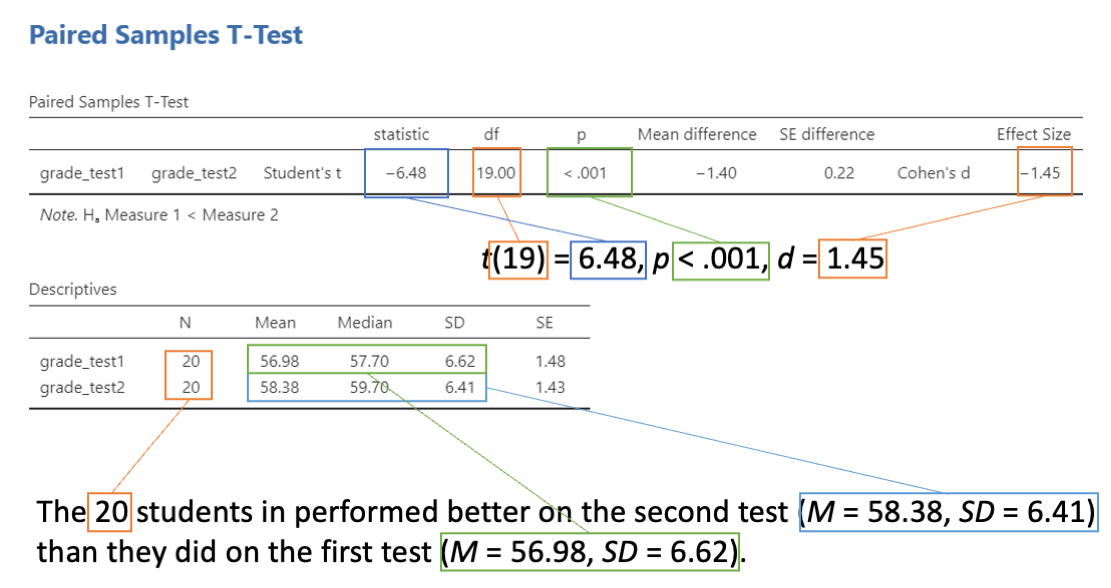 Paired Samples T-Test
Paired Samples T-Test
statistic df p Mean difference SE difference Effect Size
grade_test1 grade_test2 Student's t −6.48 19.00 < .001 −1.40 0.22 Cohen's d −1.45
Note. Hₐ Measure 1 < Measure 2
t(19) = 6.48, p < .001, d = 1.45
Descriptives
N Mean Median SD SE
grade_test1 20 56.98 57.70 6.62 1.48
grade_test2 20 58.38 59.70 6.41 1.43
The 20 students in performed better on the second test (M = 58.38, SD = 6.41)
than they did on the first test (M = 56.98, SD = 6.62).